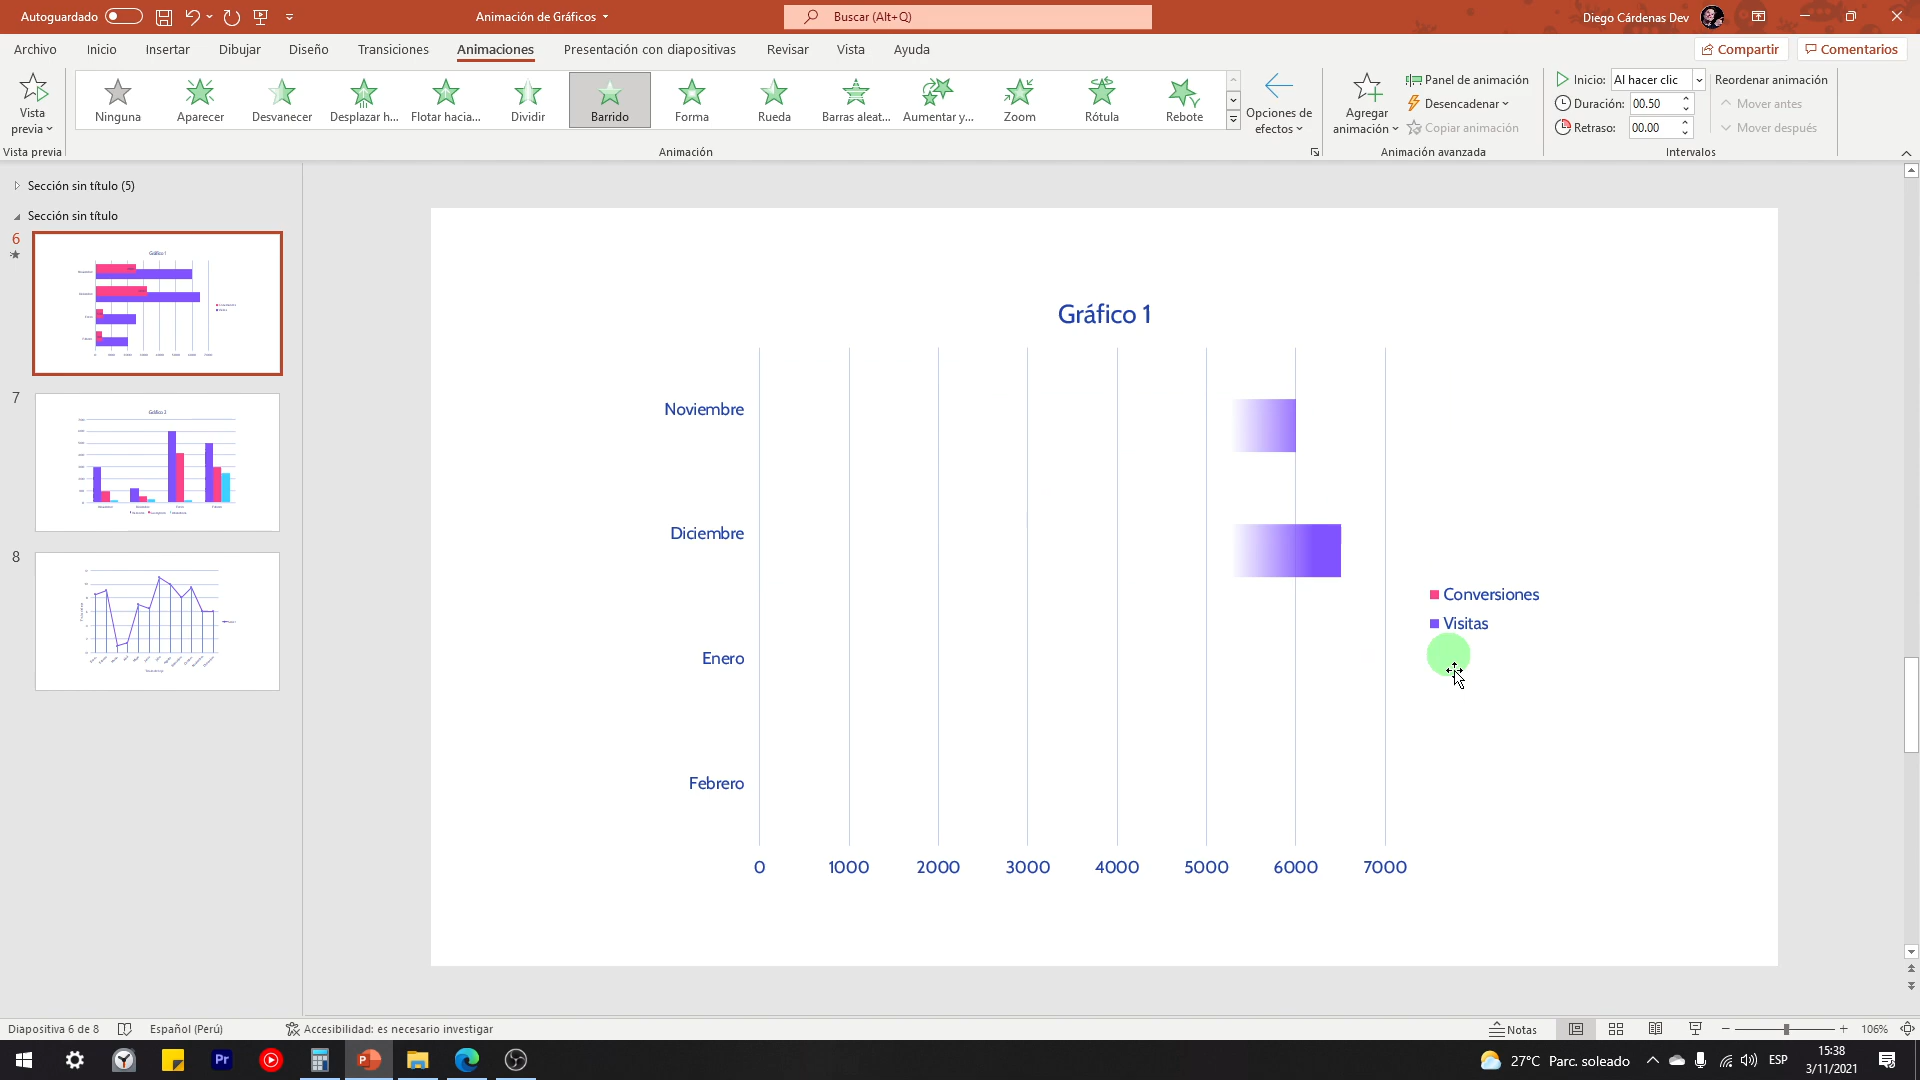 Autoguardado
Animación de Gráficos
Buscar (Alt+Q)
Diego Cárdenas Dev
Archivo Inicio Insertar Dibujar Diseño Transiciones Animaciones Presentación con diapositivas Revisar Vista Ayuda
Compartir Comentarios
Vista previa
Ninguna Aparecer Desvanecer Desplazar h... Flotar hacia... Dividir Barrido Forma Rueda Barras aleat... Aumentar y... Zoom Rótula Rebote
Opciones de efectos
Agregar animación
Panel de animación
Desencadenar
Copiar animación
Inicio: Al hacer clic
Duración: 00.50
Retraso: 00.00
Reordenar animación
Mover antes
Mover después
Vista previa Animación Animación avanzada Intervalos
Sección sin título (5)
Sección sin título
6
Gráfico 1
7
8
Gráfico 1
Noviembre
Diciembre
Enero
Febrero
Conversiones
Visitas
0 1000 2000 3000 4000 5000 6000 7000
Diapositiva 6 de 8 Español (Perú) Accesibilidad: es necesario investigar Notas 106%
Pr
P
27°C Parc. soleado ESP
15:38
3/11/2021